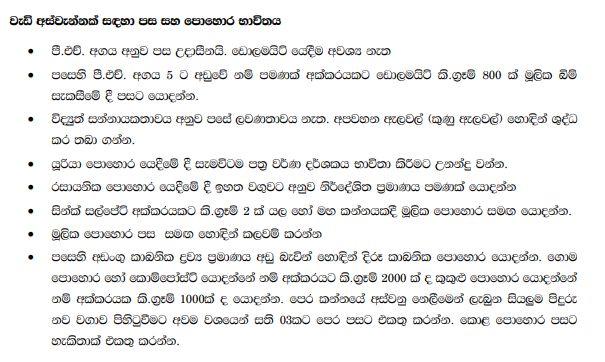 වැඩි අස්වැන්නක් සඳහා පස සහ පොහොර භාවිතය
• පී.එච්. අගය අනුව පස උදාසීනයි. ඩොලමයිට් යෙදීම අවශ්‍ය නැත
• පසෙහි පී.එච්. අගය 5 ට අඩුවේ නම් පමණක් අක්කරයකට ඩොලමයිට් කි.ග්‍රෑම් 800 ක් මූලික බිම්
සැකසීමේ දී පසට යොදන්න.
• විද්‍යුත් සන්නායකතාවය අනුව පසේ ලවණතාවය නැත. අපවහන ඇලවල් (කුණු ඇලවල්) හොඳින් ශුද්ධ
කර තබා ගන්න.
• යූරියා පොහොර යෙදීමේ දී සැමවිටම පත්‍ර වර්ණ දර්ශකය භාවිතා කිරීමට උනන්දු වන්න.
• රසායනික පොහොර යෙදීමේ දී ඉහත වගුවට අනුව නිර්දේශිත ප්‍රමාණය පමණක් යොදන්න
• සින්ක් සල්පේට් අක්කරයකට කි.ග්‍රෑම් 2 ක් යල හෝ මහ කන්නයකදී මූලික පොහොර සමඟ යොදන්න.
• මූලික පොහොර පස සමඟ හොඳින් කලවම් කරන්න
• පසෙහි අඩංගු කාබනික ද්‍රව්‍ය ප්‍රමාණය අඩු බැවින් හොඳින් දිරූ කාබනික පොහොර යොදන්න. ගොම
පොහොර හෝ කොම්පෝස්ට් යොදන්නේ නම් අක්කරයට කි.ග්‍රෑම් 2000 ක් ද කුකුළු පොහොර යොදන්නේ
නම් අක්කරයක කි.ග්‍රෑම් 1000ක් ද යොදන්න. පෙර කන්නයේ අස්වනු නෙලීමෙන් ලැබුන සියලුම පිදුරු
නව වගාව පිහිටුවීමට අවම වශයෙන් සති 03කට පෙර පසට එකතු කරන්න. කොළ පොහොර පසට
හැකිතාක් එකතු කරන්න.